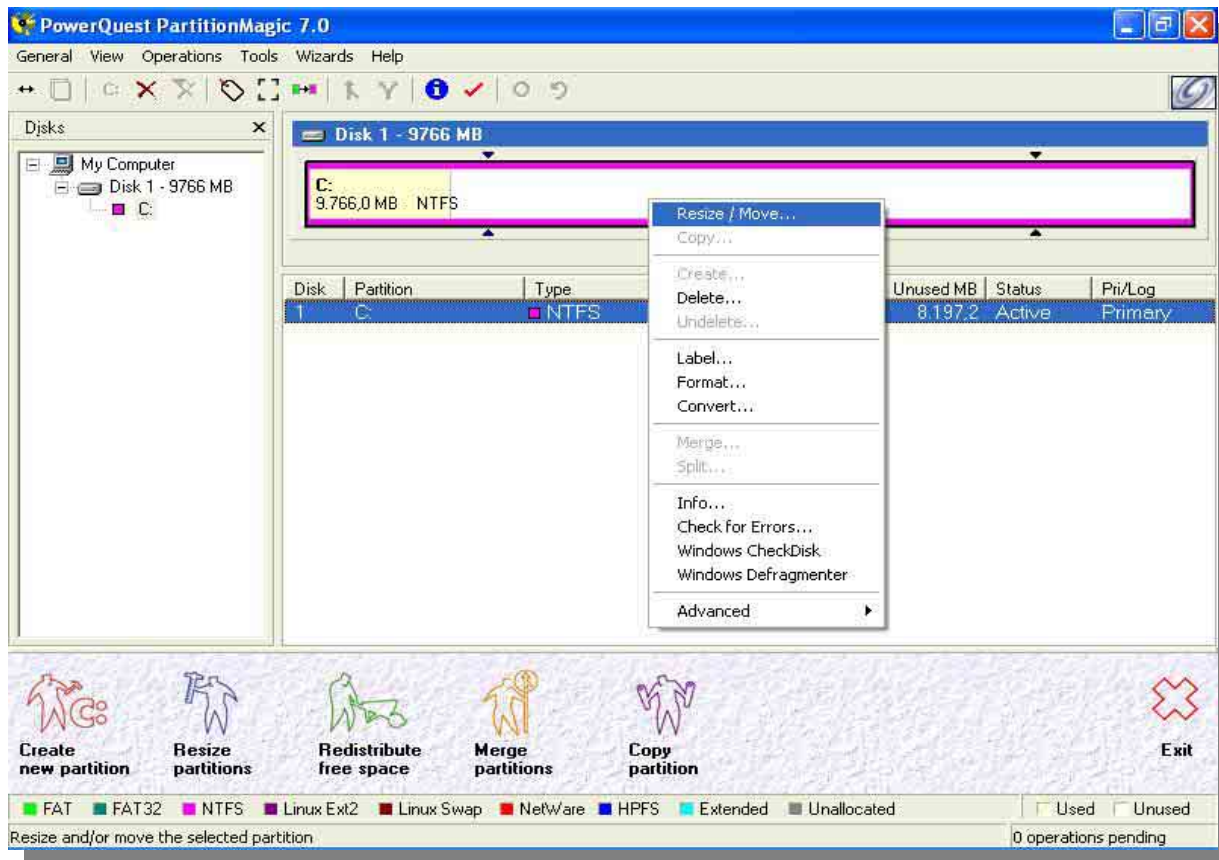 PowerQuest PartitionMagic 7.0
General View Operations Tools Wizards Help
Disks
My Computer
Disk 1 - 9766 MB
C:
Disk 1 - 9766 MB
C:
9.766,0 MB NTFS
Disk Partition Type Unused MB Status Pri/Log
1 C: NTFS 8.197,2 Active Primary
Resize / Move...
Copy...
Create...
Delete...
Undelete...
Label...
Format...
Convert...
Merge...
Split...
Info...
Check for Errors...
Windows CheckDisk
Windows Defragmenter
Advanced
Create
new partition
Resize
partitions
Redistribute
free space
Merge
partitions
Copy
partition
Exit
FAT FAT32 NTFS Linux Ext2 Linux Swap NetWare HPFS Extended Unallocated Used Unused
Resize and/or move the selected partition 0 operations pending